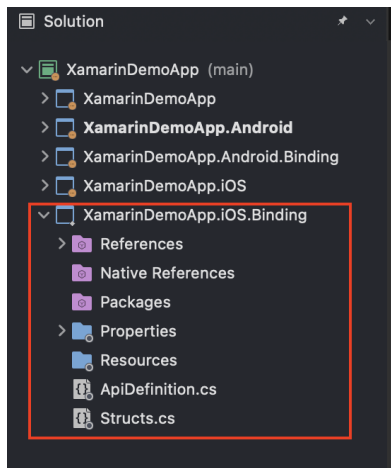 Solution
XamarinDemoApp (main)
XamarinDemoApp
XamarinDemoApp.Android
XamarinDemoApp.Android.Binding
XamarinDemoApp.iOS
XamarinDemoApp.iOS.Binding
References
Native References
Packages
Properties
Resources
ApiDefinition.cs
Structs.cs